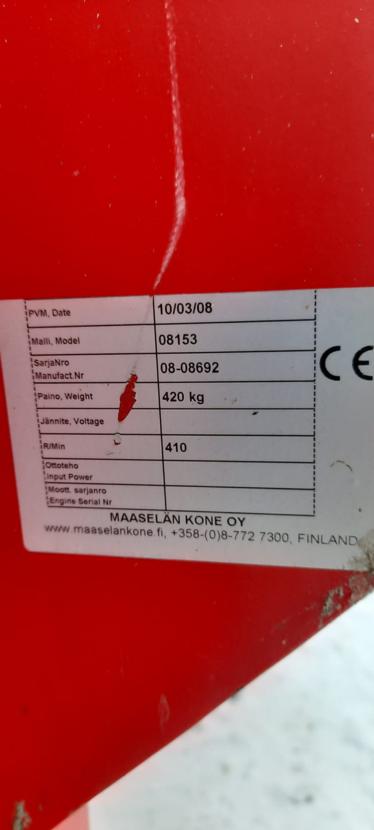 PVM, Date 10/03/08
Malli, Model 08153
SarjaNro
Manufact.Nr 08-08692
Paino, Weight 420 kg
Jännite, Voltage
R/Min 410
Ottoteho
Input Power
Moott. sarjanro
Engine Serial Nr
CE
MAASELÄN KONE OY
www.maaselankone.fi, +358-(0)8-772 7300, FINLAND